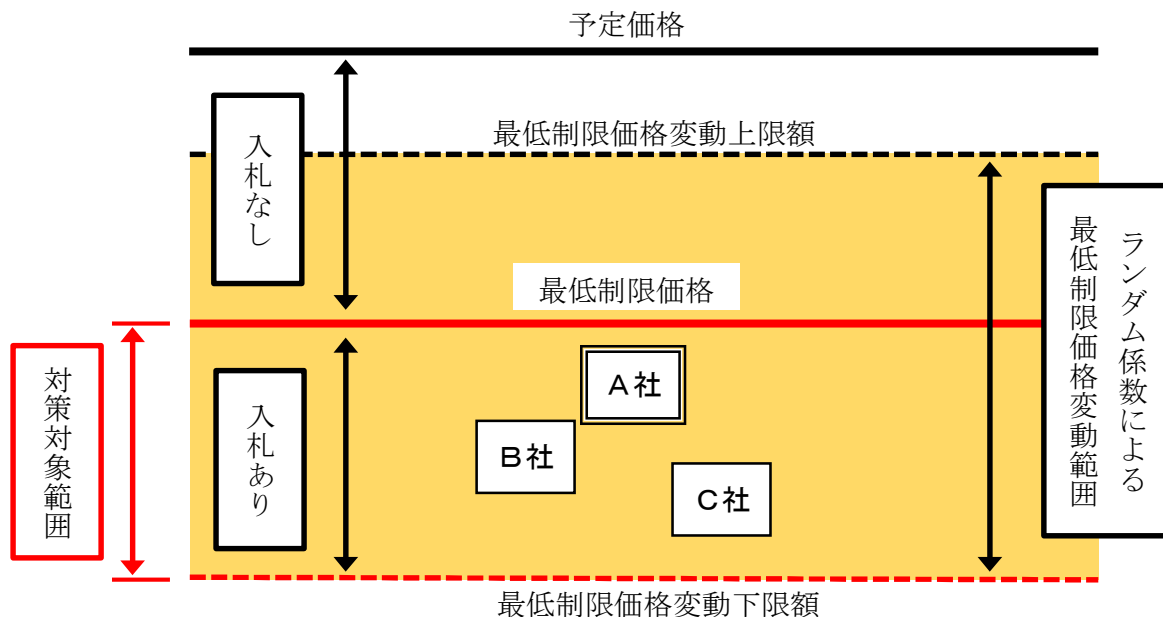 予定価格
最低制限価格変動上限額
入札なし
最低制限価格
ランダム係数による
最低制限価格変動範囲
対策対象範囲
入札あり
A社
B社
C社
最低制限価格変動下限額